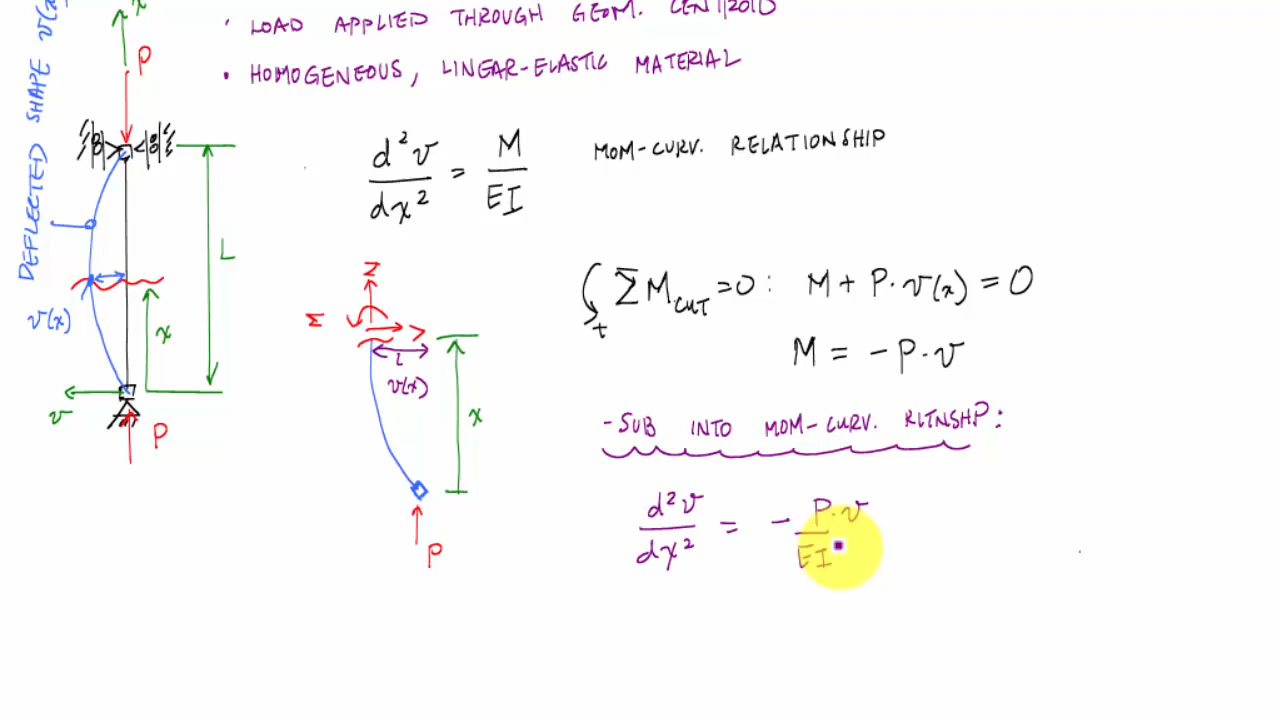 • LOAD APPLIED THROUGH GEOM. CENTROID
• HOMOGENEOUS, LINEAR-ELASTIC MATERIAL
x
P
DEFLECTED SHAPE v(x)
L
v(x)
x
v
P
d²v/dx² = M/EI
MOM-CURV. RELATIONSHIP
N
M
V
v(x)
x
P
+ ΣM_CUT = 0: M + P·v(x) = 0
M = -P·v
-SUB INTO MOM-CURV. RLTNSHP:
d²v/dx² = - P·v/EI